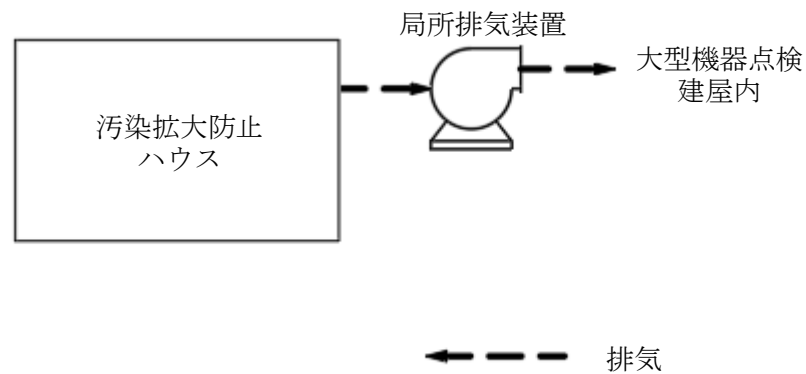 局所排気装置
大型機器点検
建屋内
汚染拡大防止
ハウス
排気